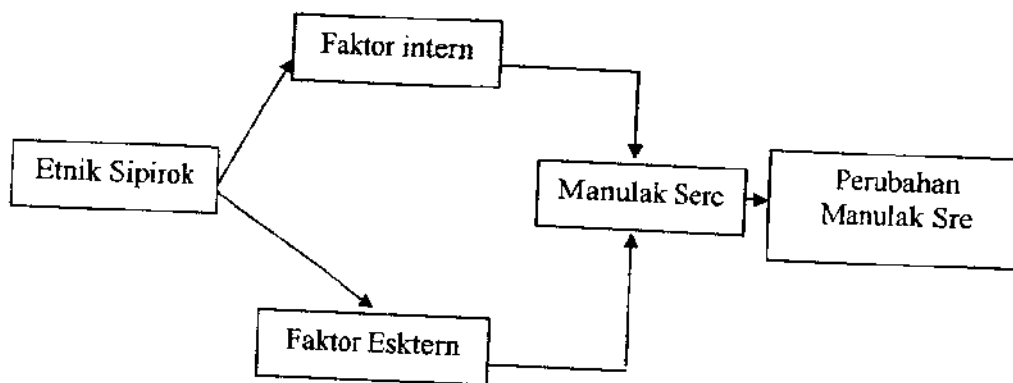 Faktor intern
Etnik Sipirok
Manulak Serc
Perubahan
Manulak Sre
Faktor Esktern